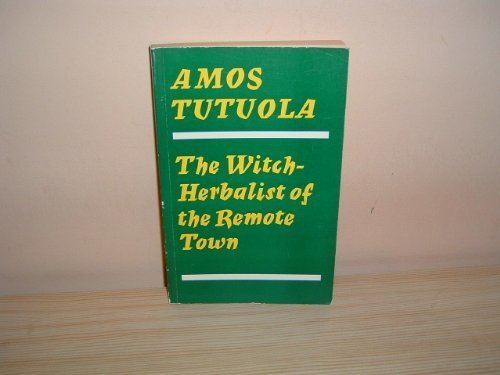 AMOS
TUTUOLA
The Witch-
Herbalist of
the Remote
Town